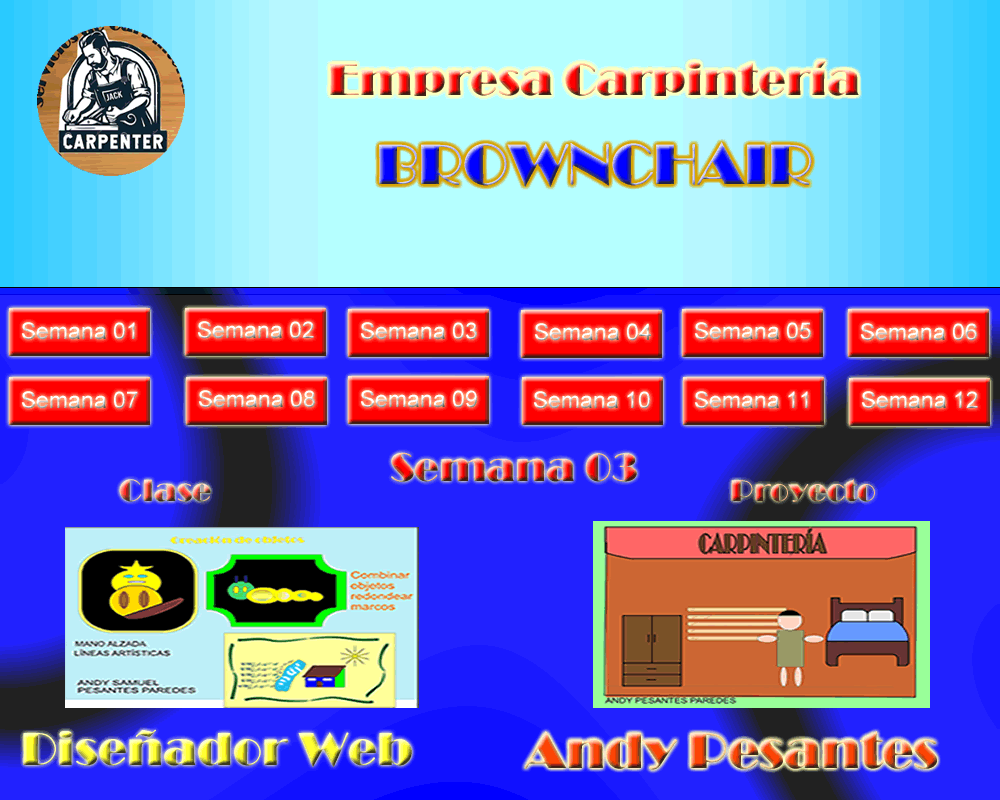 Servicios de Carpinter
JACK
CARPENTER
Empresa Carpintería
BROWNCHAIR
Semana 01
Semana 02
Semana 03
Semana 04
Semana 05
Semana 06
Semana 07
Semana 08
Semana 09
Semana 10
Semana 11
Semana 12
Semana 03
Clase
Proyecto
Creación de objetos
Combinar
objetos
redondear
marcos
MANO ALZADA
LÍNEAS ARTÍSTICAS
ANDY SAMUEL
PESANTES PAREDES
CARPINTERÍA
ANDY PESANTES PAREDES
Diseñador Web
Andy Pesantes